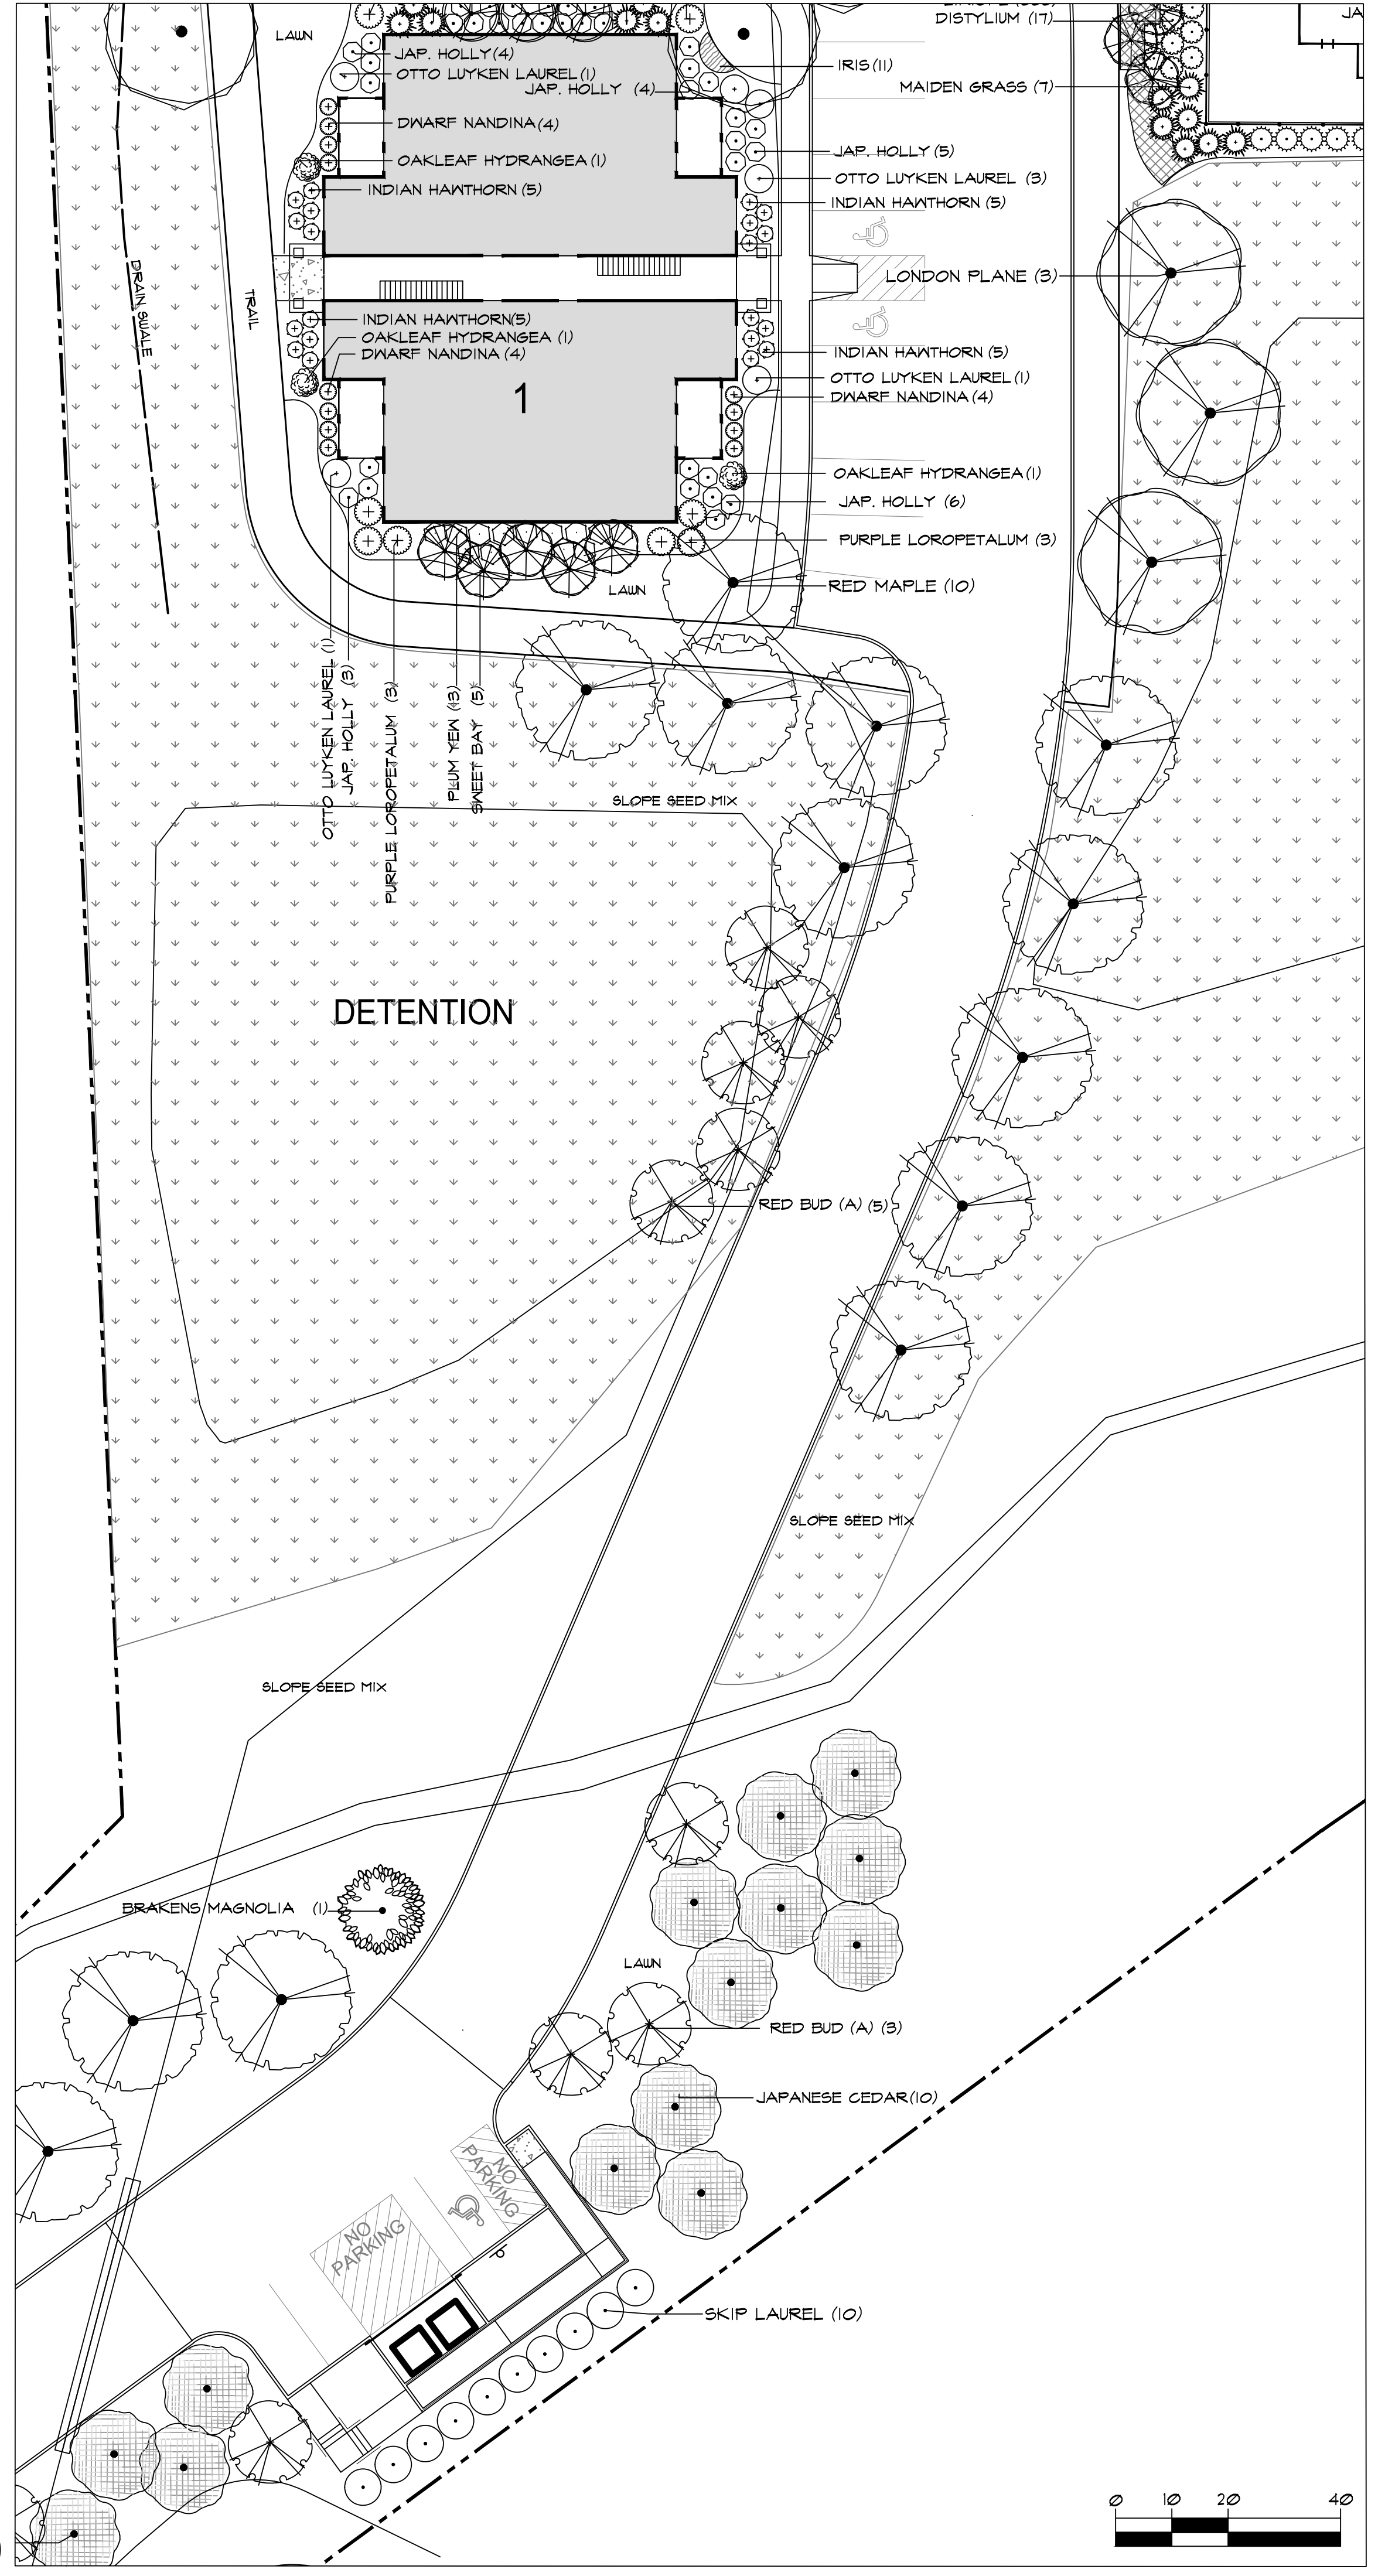 DISTYLIUM (17)
JA
LAWN
JAP. HOLLY (4)
IRIS (11)
OTTO LUYKEN LAUREL (1)
JAP. HOLLY (4)
MAIDEN GRASS (7)
DWARF NANDINA (4)
JAP. HOLLY (5)
OAKLEAF HYDRANGEA (1)
OTTO LUYKEN LAUREL (3)
INDIAN HAWTHORN (5)
INDIAN HAWTHORN (5)
DRAIN SWALE
TRAIL
LONDON PLANE (3)
INDIAN HAWTHORN (5)
OAKLEAF HYDRANGEA (1)
DWARF NANDINA (4)
INDIAN HAWTHORN (5)
OTTO LUYKEN LAUREL (1)
DWARF NANDINA (4)
1
OAKLEAF HYDRANGEA (1)
JAP. HOLLY (6)
PURPLE LOROPETALUM (3)
RED MAPLE (10)
LAWN
OTTO LUYKEN LAUREL (1)
JAP. HOLLY (3)
PURPLE LOROPETALUM (3)
PLUM YEW (13)
SWEET BAY (5)
SLOPE SEED MIX
DETENTION
RED BUD (A) (5)
SLOPE SEED MIX
SLOPE SEED MIX
BRAKENS MAGNOLIA (1)
LAWN
RED BUD (A) (3)
JAPANESE CEDAR (10)
NO
PARKING
NO
PARKING
SKIP LAUREL (10)
0 10 20 40